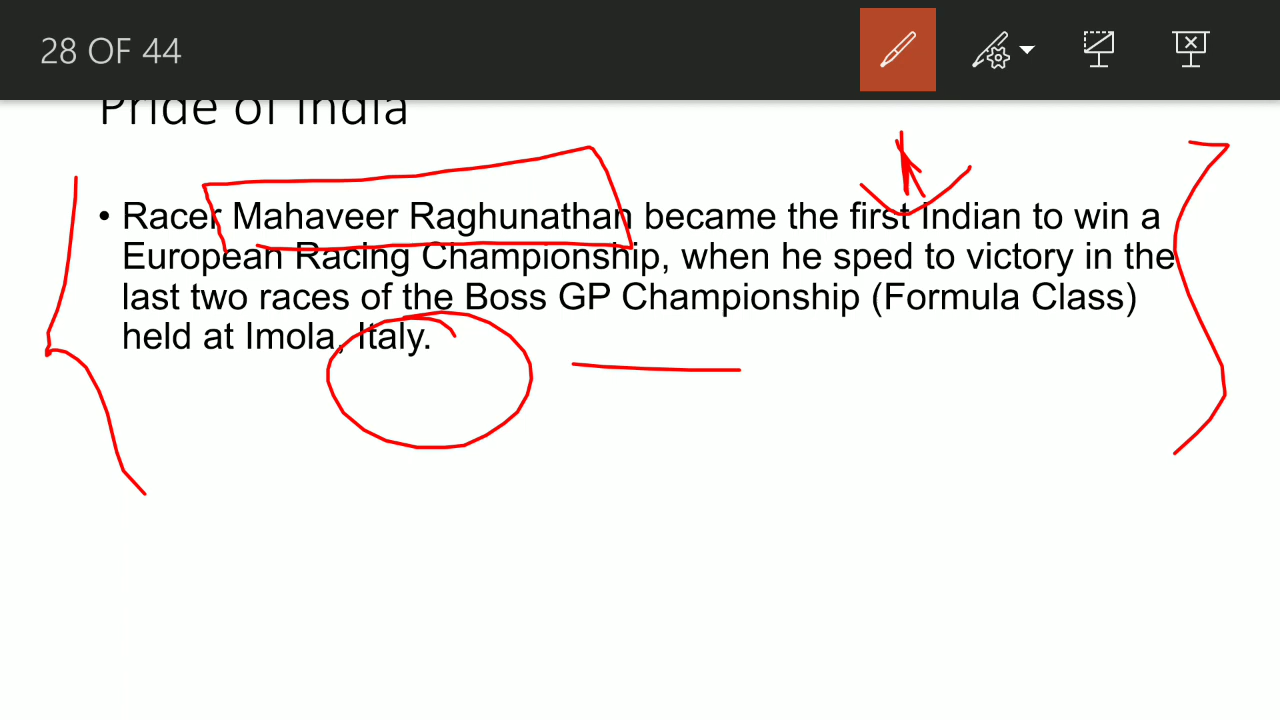 28 OF 44
Pride of India
• Racer Mahaveer Raghunathan became the first Indian to win a
European Racing Championship, when he sped to victory in the
last two races of the Boss GP Championship (Formula Class)
held at Imola, Italy.